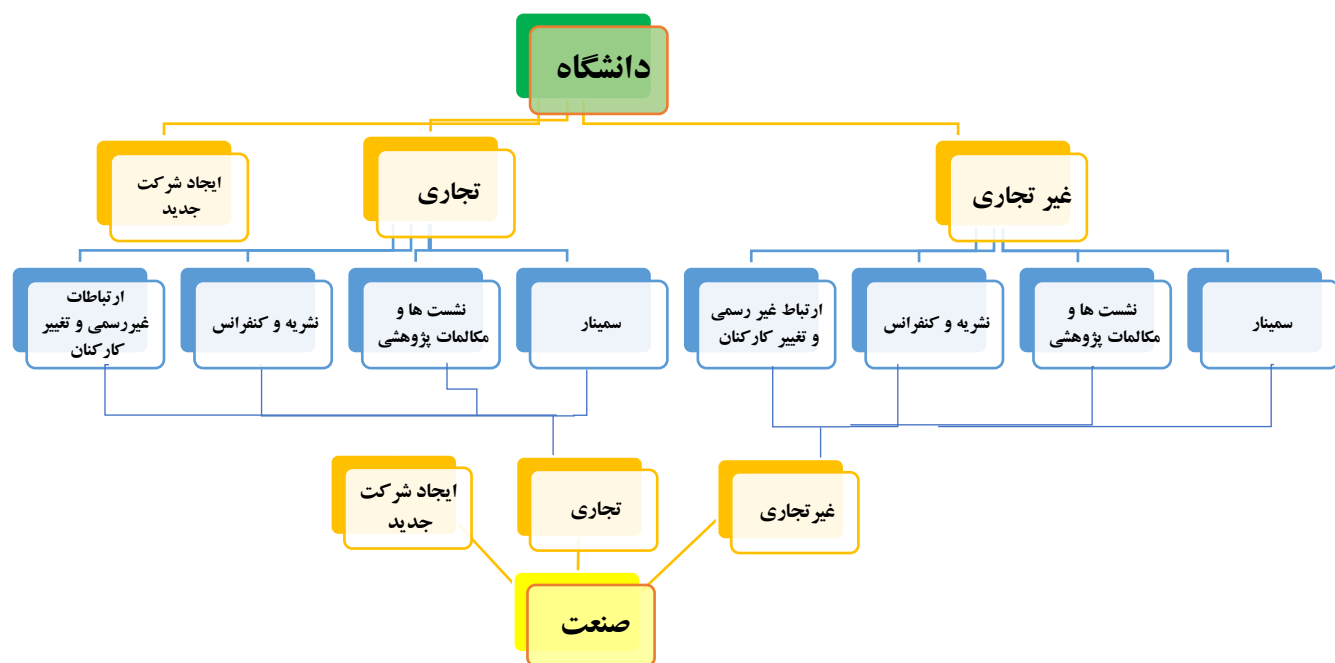 دانشگاه
غیر تجاری
تجاری
ایجاد شرکت
جدید
سمینار
نشست ها و
مکالمات پژوهشی
نشریه و کنفرانس
ارتباط غیر رسمی
و تغییر کارکنان
سمینار
نشست ها و
مکالمات پژوهشی
نشریه و کنفرانس
ارتباطات
غیررسمی و تغییر
کارکنان
غیرتجاری
تجاری
ایجاد شرکت
جدید
صنعت